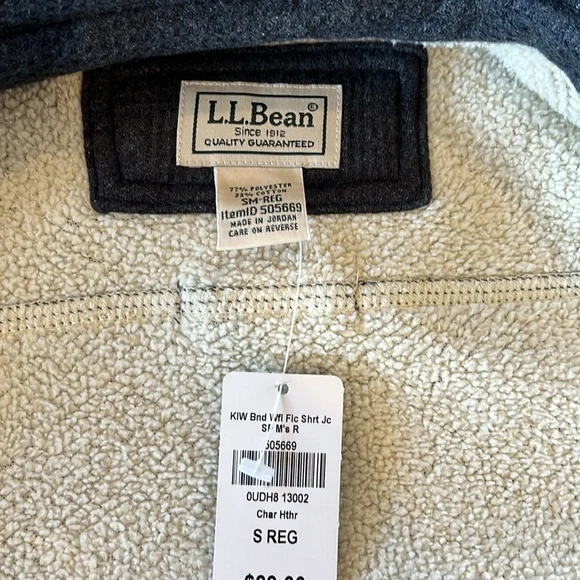 L.L.Bean®
Since 1912
QUALITY GUARANTEED
77% POLYESTER
23% COTTON
SM-REG
ItemID 505669
MADE IN JORDAN
CARE ON REVERSE
KIW Bnd Wfl Flc Shrt Jc
M's R
505669
0UDH8 13002
Char Hthr
S REG